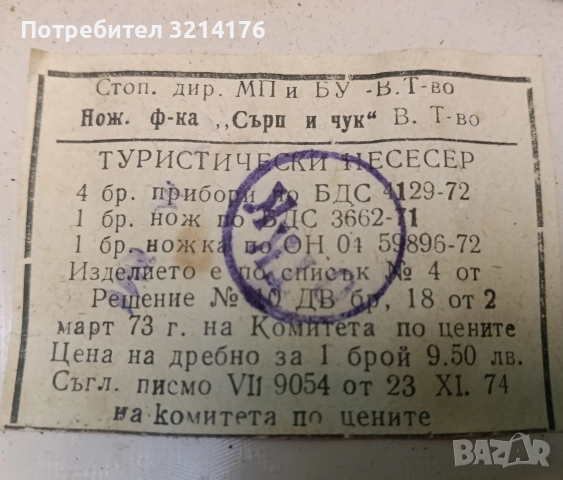 Потребител 3214176
Стоп. дир. МП и БУ -В. Т-во
Нож. ф-ка „Сърп и чук" В. Т-во
ТУРИСТИЧЕСКИ НЕСЕСЕР
4 бр. прибори по БДС 4129-72
1 бр. нож по БДС 3662-71
1 бр. ножка по ОН 04 59896-72
Изделието е по списък № 4 от
Решение № 10 ДВ бр, 18 от 2
март 73 г. на Комитета по цените
Цена на дребно за 1 брой 9.50 лв.
Съгл. писмо VII 9054 от 23 XI. 74
на комитета по цените
BAZAR